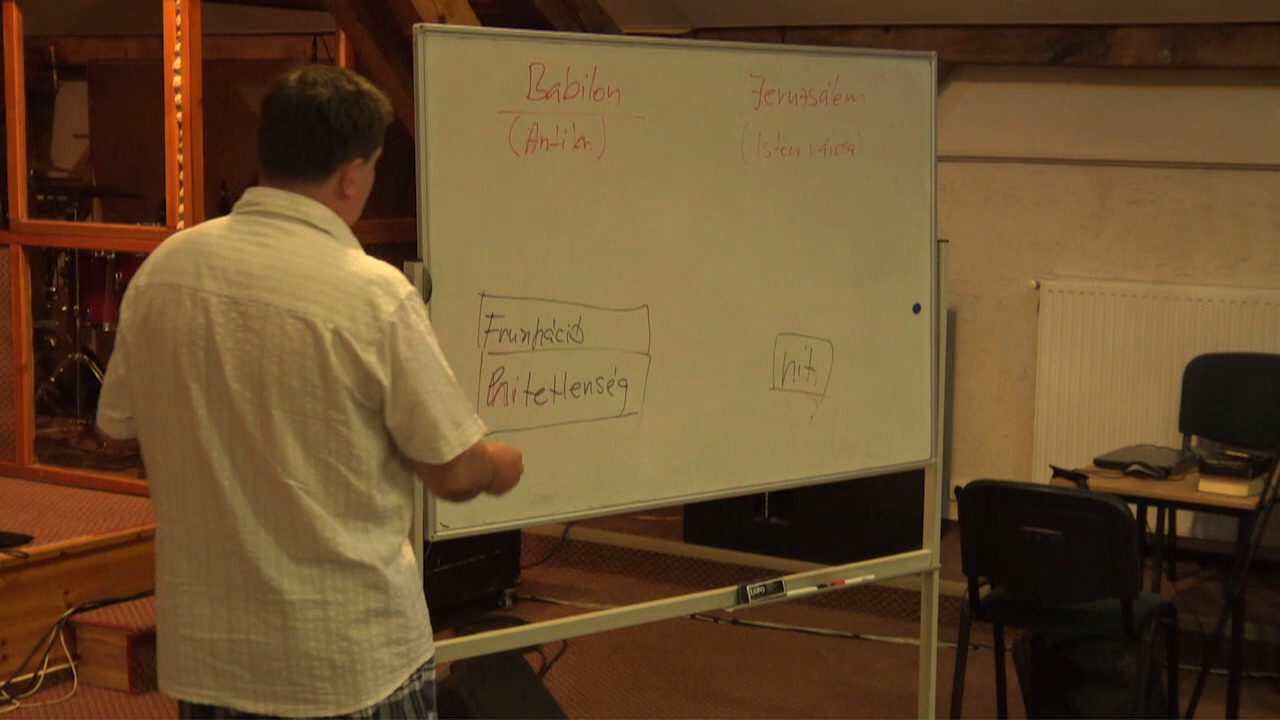 Babilon
(Antikr.)
Jeruzsálem
(Isten városa
Frusztráció
hitetlenség
hit
?